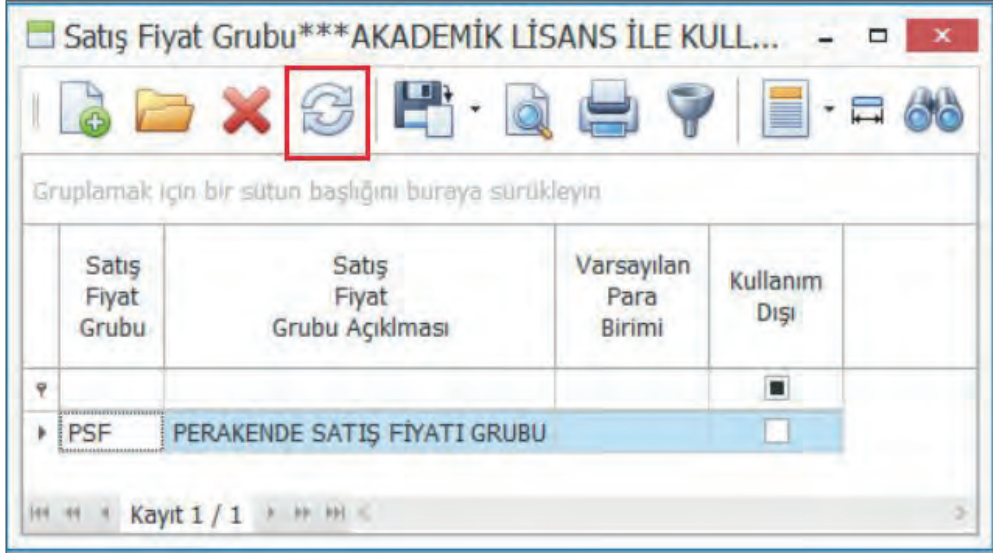 Satış Fiyat Grubu***AKADEMİK LİSANS İLE KULL...
Gruplamak için bir sütun başlığını buraya sürükleyin
Satış
Fiyat
Grubu
Satış
Fiyat
Grubu Açıklması
Varsayılan
Para
Birimi
Kullanım
Dışı
PSF PERAKENDE SATIŞ FİYATI GRUBU
Kayıt 1 / 1